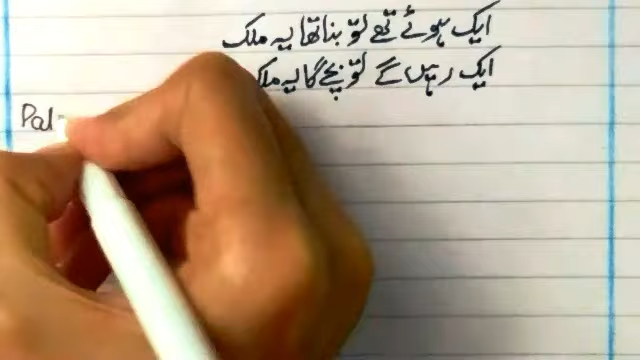 ایک ہوئے تھے تو بنا تھا یہ ملک
ایک رہیں گے تو بچے گا یہ ملک
Pal